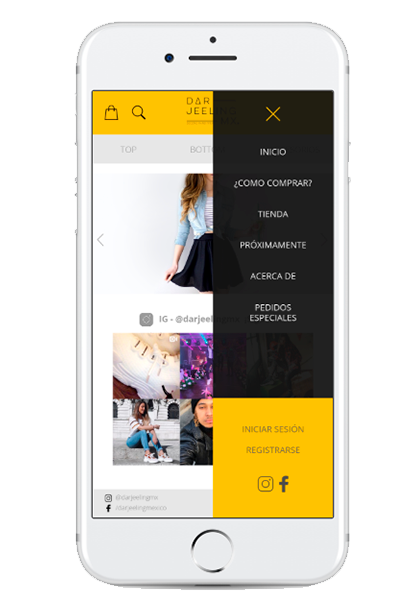 DAR
JEEL
TOP
BOTT
INICIO
¿COMO COMPRAR?
TIENDA
PRÓXIMAMENTE
ACERCA DE
PEDIDOS
ESPECIALES
IG - @darjeelingmx
INICIAR SESIÓN
REGISTRARSE
@darjeelingmx
/darjeelingmexico